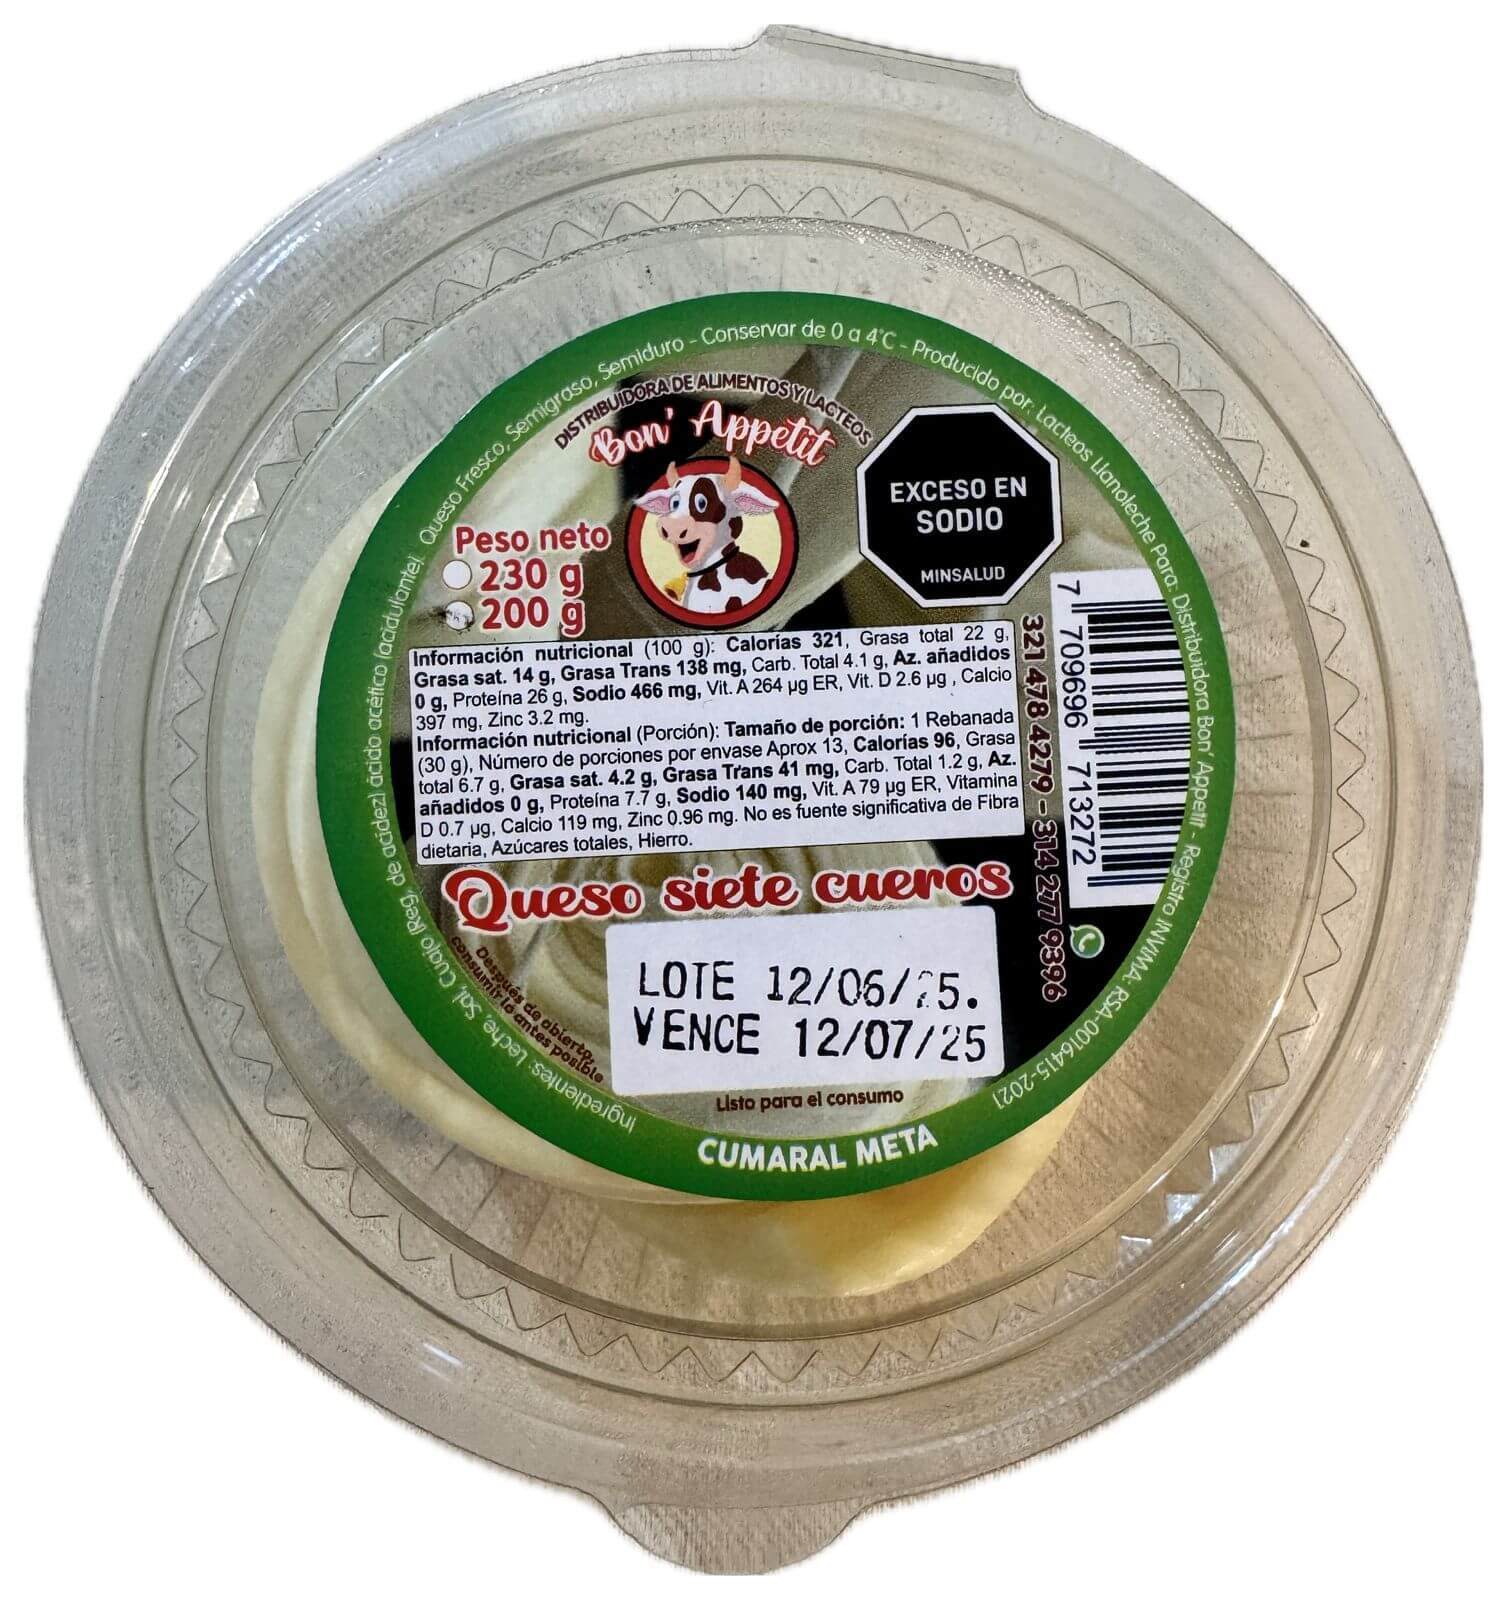 Ingredientes: Leche, Sal, Cuajo (Reg. de acidez) ácido acético (acidulante). Queso Fresco, Semigraso, Semiduro - Conservar de 0 a 4°C - Producido por: Lacteos Llanoleche Para: Distribuidora Bon' Appetit - Registro INVIMA: RSA-0016415-2021
DISTRIBUIDORA DE ALIMENTOS Y LACTEOS
Bon' Appetit
EXCESO EN
SODIO
MINSALUD
Peso neto
230 g
200 g
Información nutricional (100 g): Calorías 321, Grasa total 22 g,
Grasa sat. 14 g, Grasa Trans 138 mg, Carb. Total 4.1 g, Az. añadidos
0 g, Proteína 26 g, Sodio 466 mg, Vit. A 264 µg ER, Vit. D 2.6 µg , Calcio
397 mg, Zinc 3.2 mg.
Información nutricional (Porción): Tamaño de porción: 1 Rebanada
(30 g), Número de porciones por envase Aprox 13, Calorías 96, Grasa
total 6.7 g, Grasa sat. 4.2 g, Grasa Trans 41 mg, Carb. Total 1.2 g, Az.
añadidos 0 g, Proteína 7.7 g, Sodio 140 mg, Vit. A 79 µg ER, Vitamina
D 0.7 µg, Calcio 119 mg, Zinc 0.96 mg. No es fuente significativa de Fibra
dietaria, Azúcares totales, Hierro.
321 478 4279 - 314 277 9396
7 709696 713272
Queso siete cueros
Después de abierto,
consumir lo antes posible
LOTE 12/06/25.
VENCE 12/07/25
Listo para el consumo
CUMARAL META